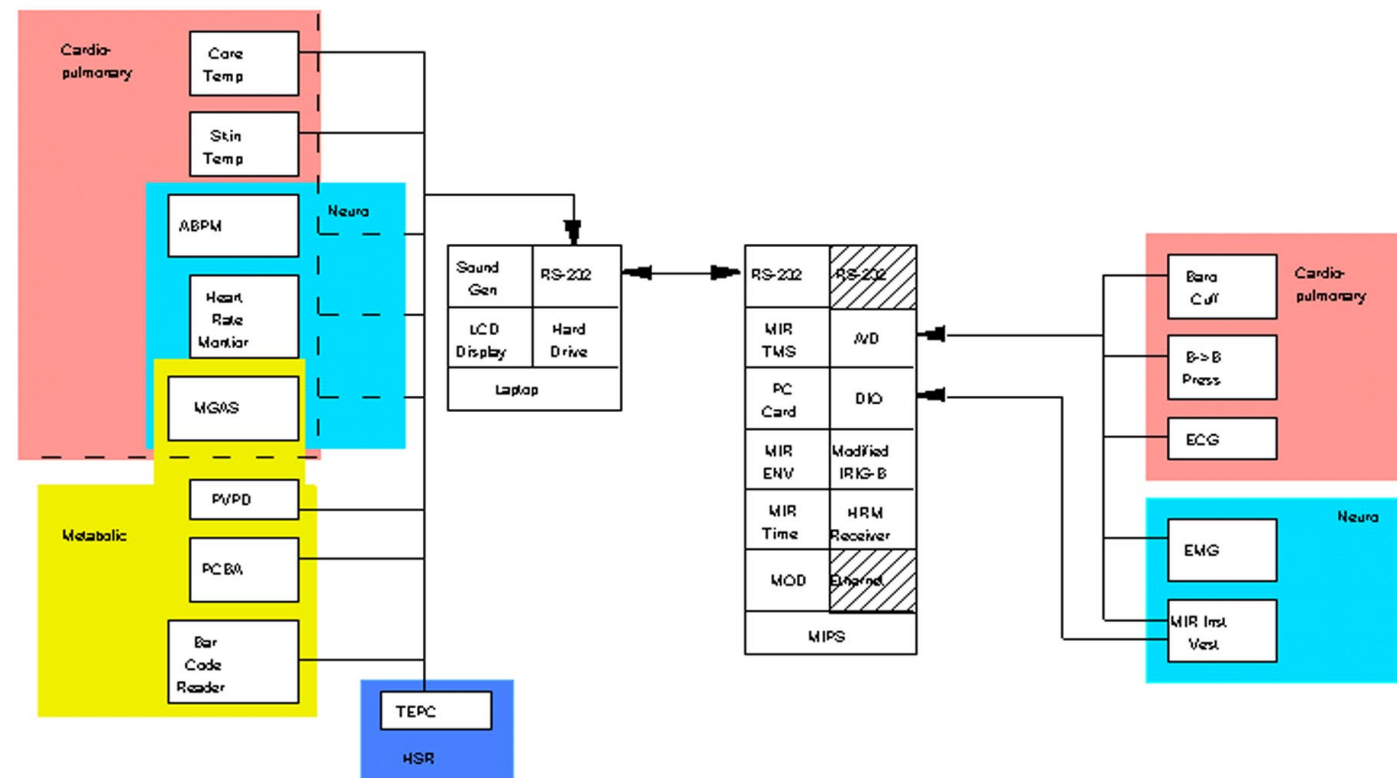 Cardio-
pulmonary
Core
Temp
Skin
Temp
ABPM
Neuro
Heart
Rate
Montior
MGAS
Metabolic
PVPD
PCBA
Bar
Code
Reader
TEPC
HSR
Sound
Gen
RS-202
LCD
Display
Hard
Drive
Laptop
RS-232
RS-232
MIR
TMS
A/D
PC
Card
DIO
MIR
ENV
Modified
IRIG-B
MIR
Time
HRM
Receiver
MOD
Ethernet
MIPS
Cardio-
pulmonary
Baro
Cuff
B->B
Press
ECG
Neuro
EMG
MIR Inst
Vest